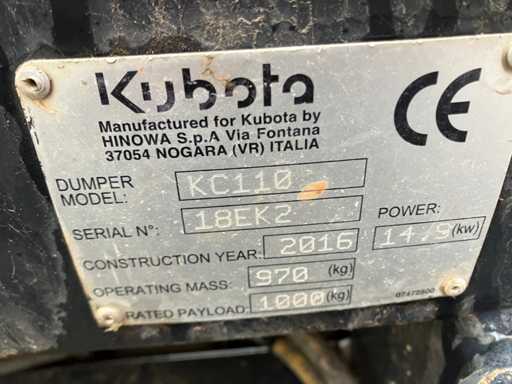 Kubota
Manufactured for Kubota by
HINOWA S.p.A Via Fontana
37054 NOGARA (VR) ITALIA
CE
DUMPER
MODEL: KC110
SERIAL N°: 18EK2
POWER:
14/9 (kw)
CONSTRUCTION YEAR: 2016
OPERATING MASS: 970 (kg)
RATED PAYLOAD: 1000 (kg)